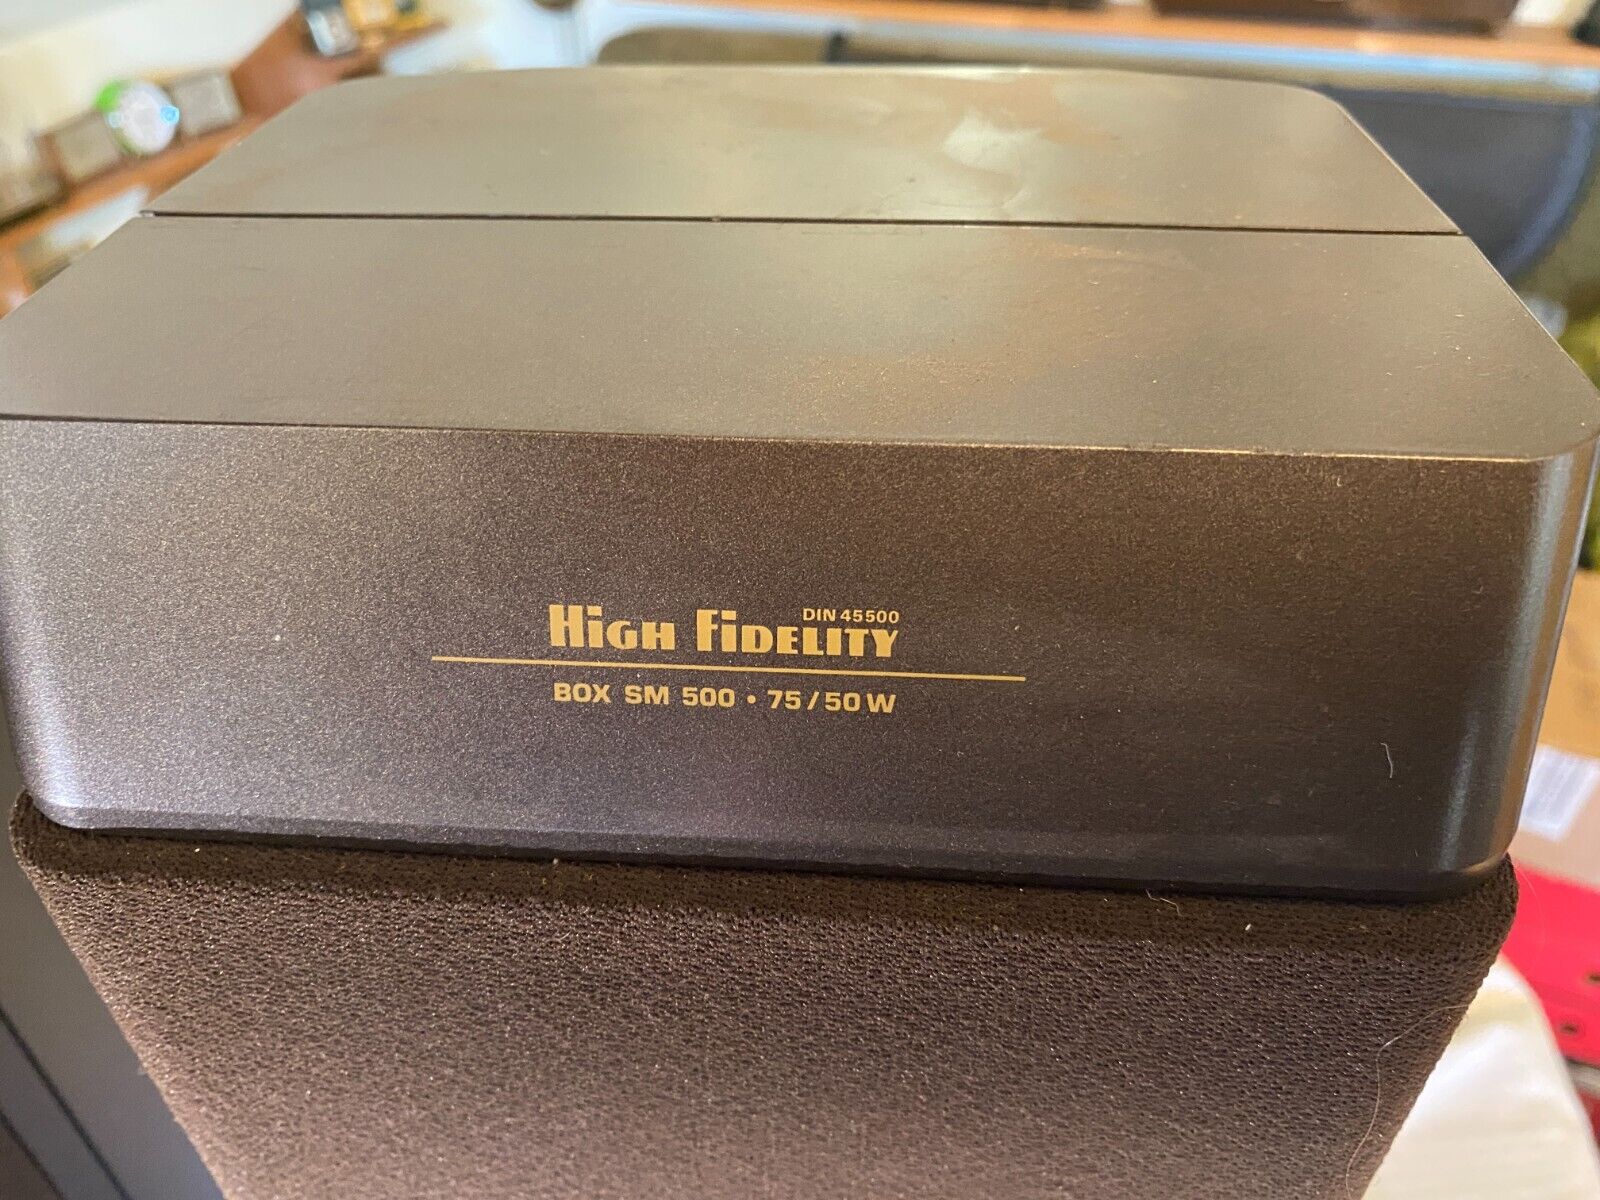 DIN 45500
HiGH FiDELITY
BOX SM 500 • 75/50 W